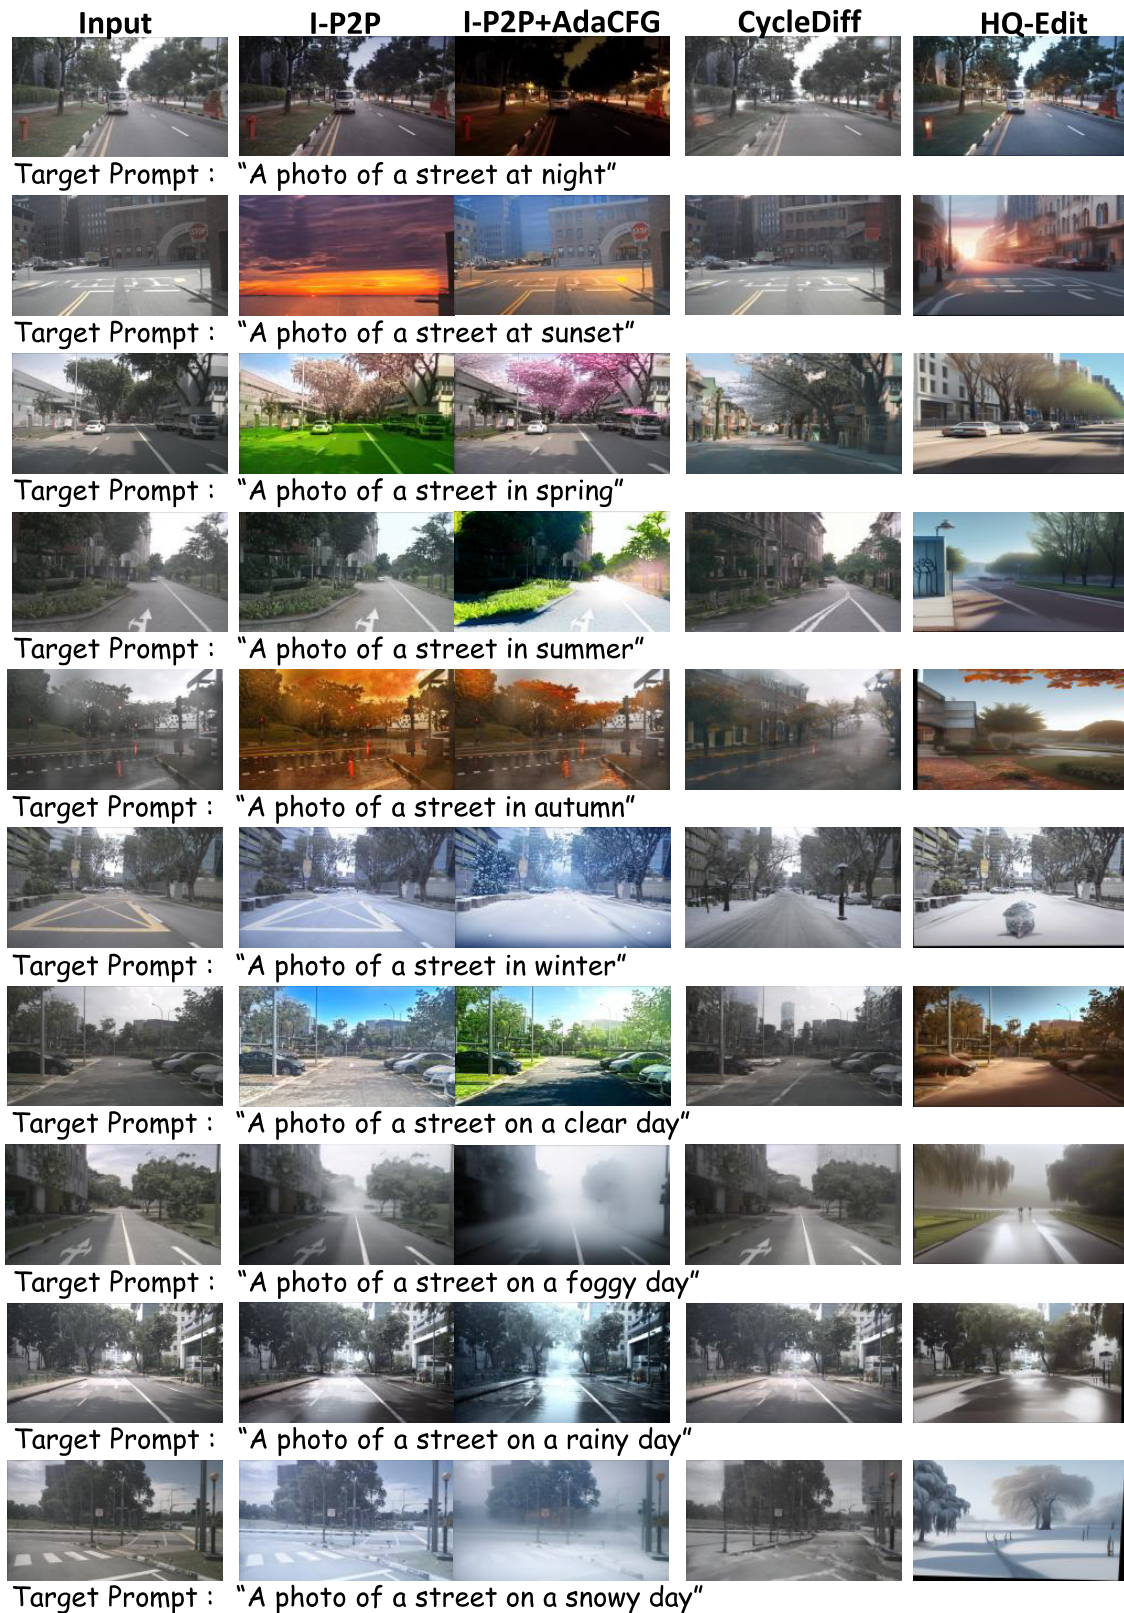 Input I-P2P I-P2P+AdaCFG CycleDiff HQ-Edit
Target Prompt : "A photo of a street at night"
STOP STOP
Target Prompt : "A photo of a street at sunset"
Target Prompt : "A photo of a street in spring"
Target Prompt : "A photo of a street in summer"
Target Prompt : "A photo of a street in autumn"
Target Prompt : "A photo of a street in winter"
Target Prompt : "A photo of a street on a clear day"
Target Prompt : "A photo of a street on a foggy day"
Target Prompt : "A photo of a street on a rainy day"
Target Prompt : "A photo of a street on a snowy day"